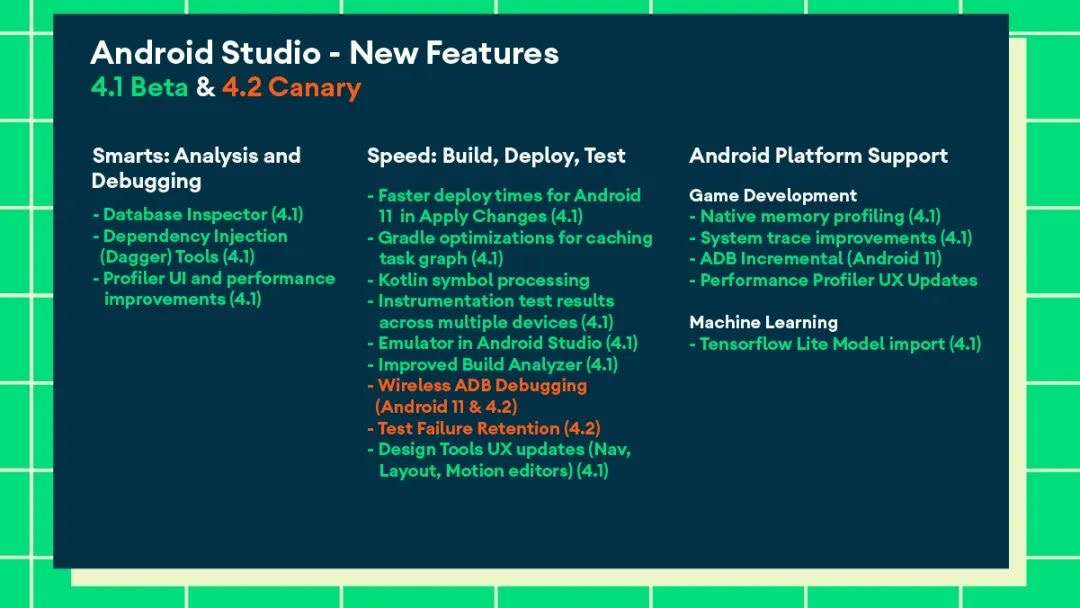 Android Studio - New Features
4.1 Beta & 4.2 Canary
Smarts: Analysis and
Debugging
- Database Inspector (4.1)
- Dependency Injection
(Dagger) Tools (4.1)
- Profiler UI and performance
improvements (4.1)
Speed: Build, Deploy, Test
- Faster deploy times for Android
11 in Apply Changes (4.1)
- Gradle optimizations for caching
task graph (4.1)
- Kotlin symbol processing
- Instrumentation test results
across multiple devices (4.1)
- Emulator in Android Studio (4.1)
- Improved Build Analyzer (4.1)
- Wireless ADB Debugging
(Android 11 & 4.2)
- Test Failure Retention (4.2)
- Design Tools UX updates (Nav,
Layout, Motion editors) (4.1)
Android Platform Support
Game Development
- Native memory profiling (4.1)
- System trace improvements (4.1)
- ADB Incremental (Android 11)
- Performance Profiler UX Updates
Machine Learning
- Tensorflow Lite Model import (4.1)